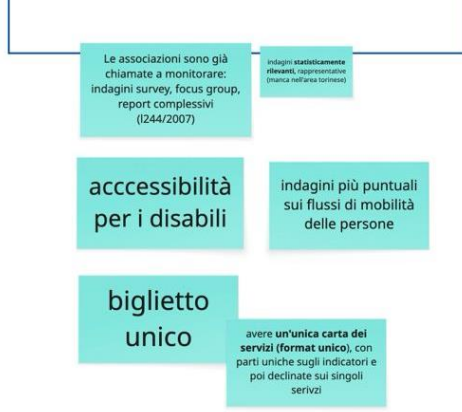 Le associazioni sono già
chiamate a monitorare:
indagini survey, focus group,
report complessivi
(l244/2007)
indagini statisticamente
rilevanti, rappresentative
(manca nell'area torinese)
acccessibilità
per i disabili
indagini più puntuali
sui flussi di mobilità
delle persone
biglietto
unico
avere un'unica carta dei
servizi (format unico), con
parti uniche sugli indicatori e
poi declinate sui singoli
serivzi